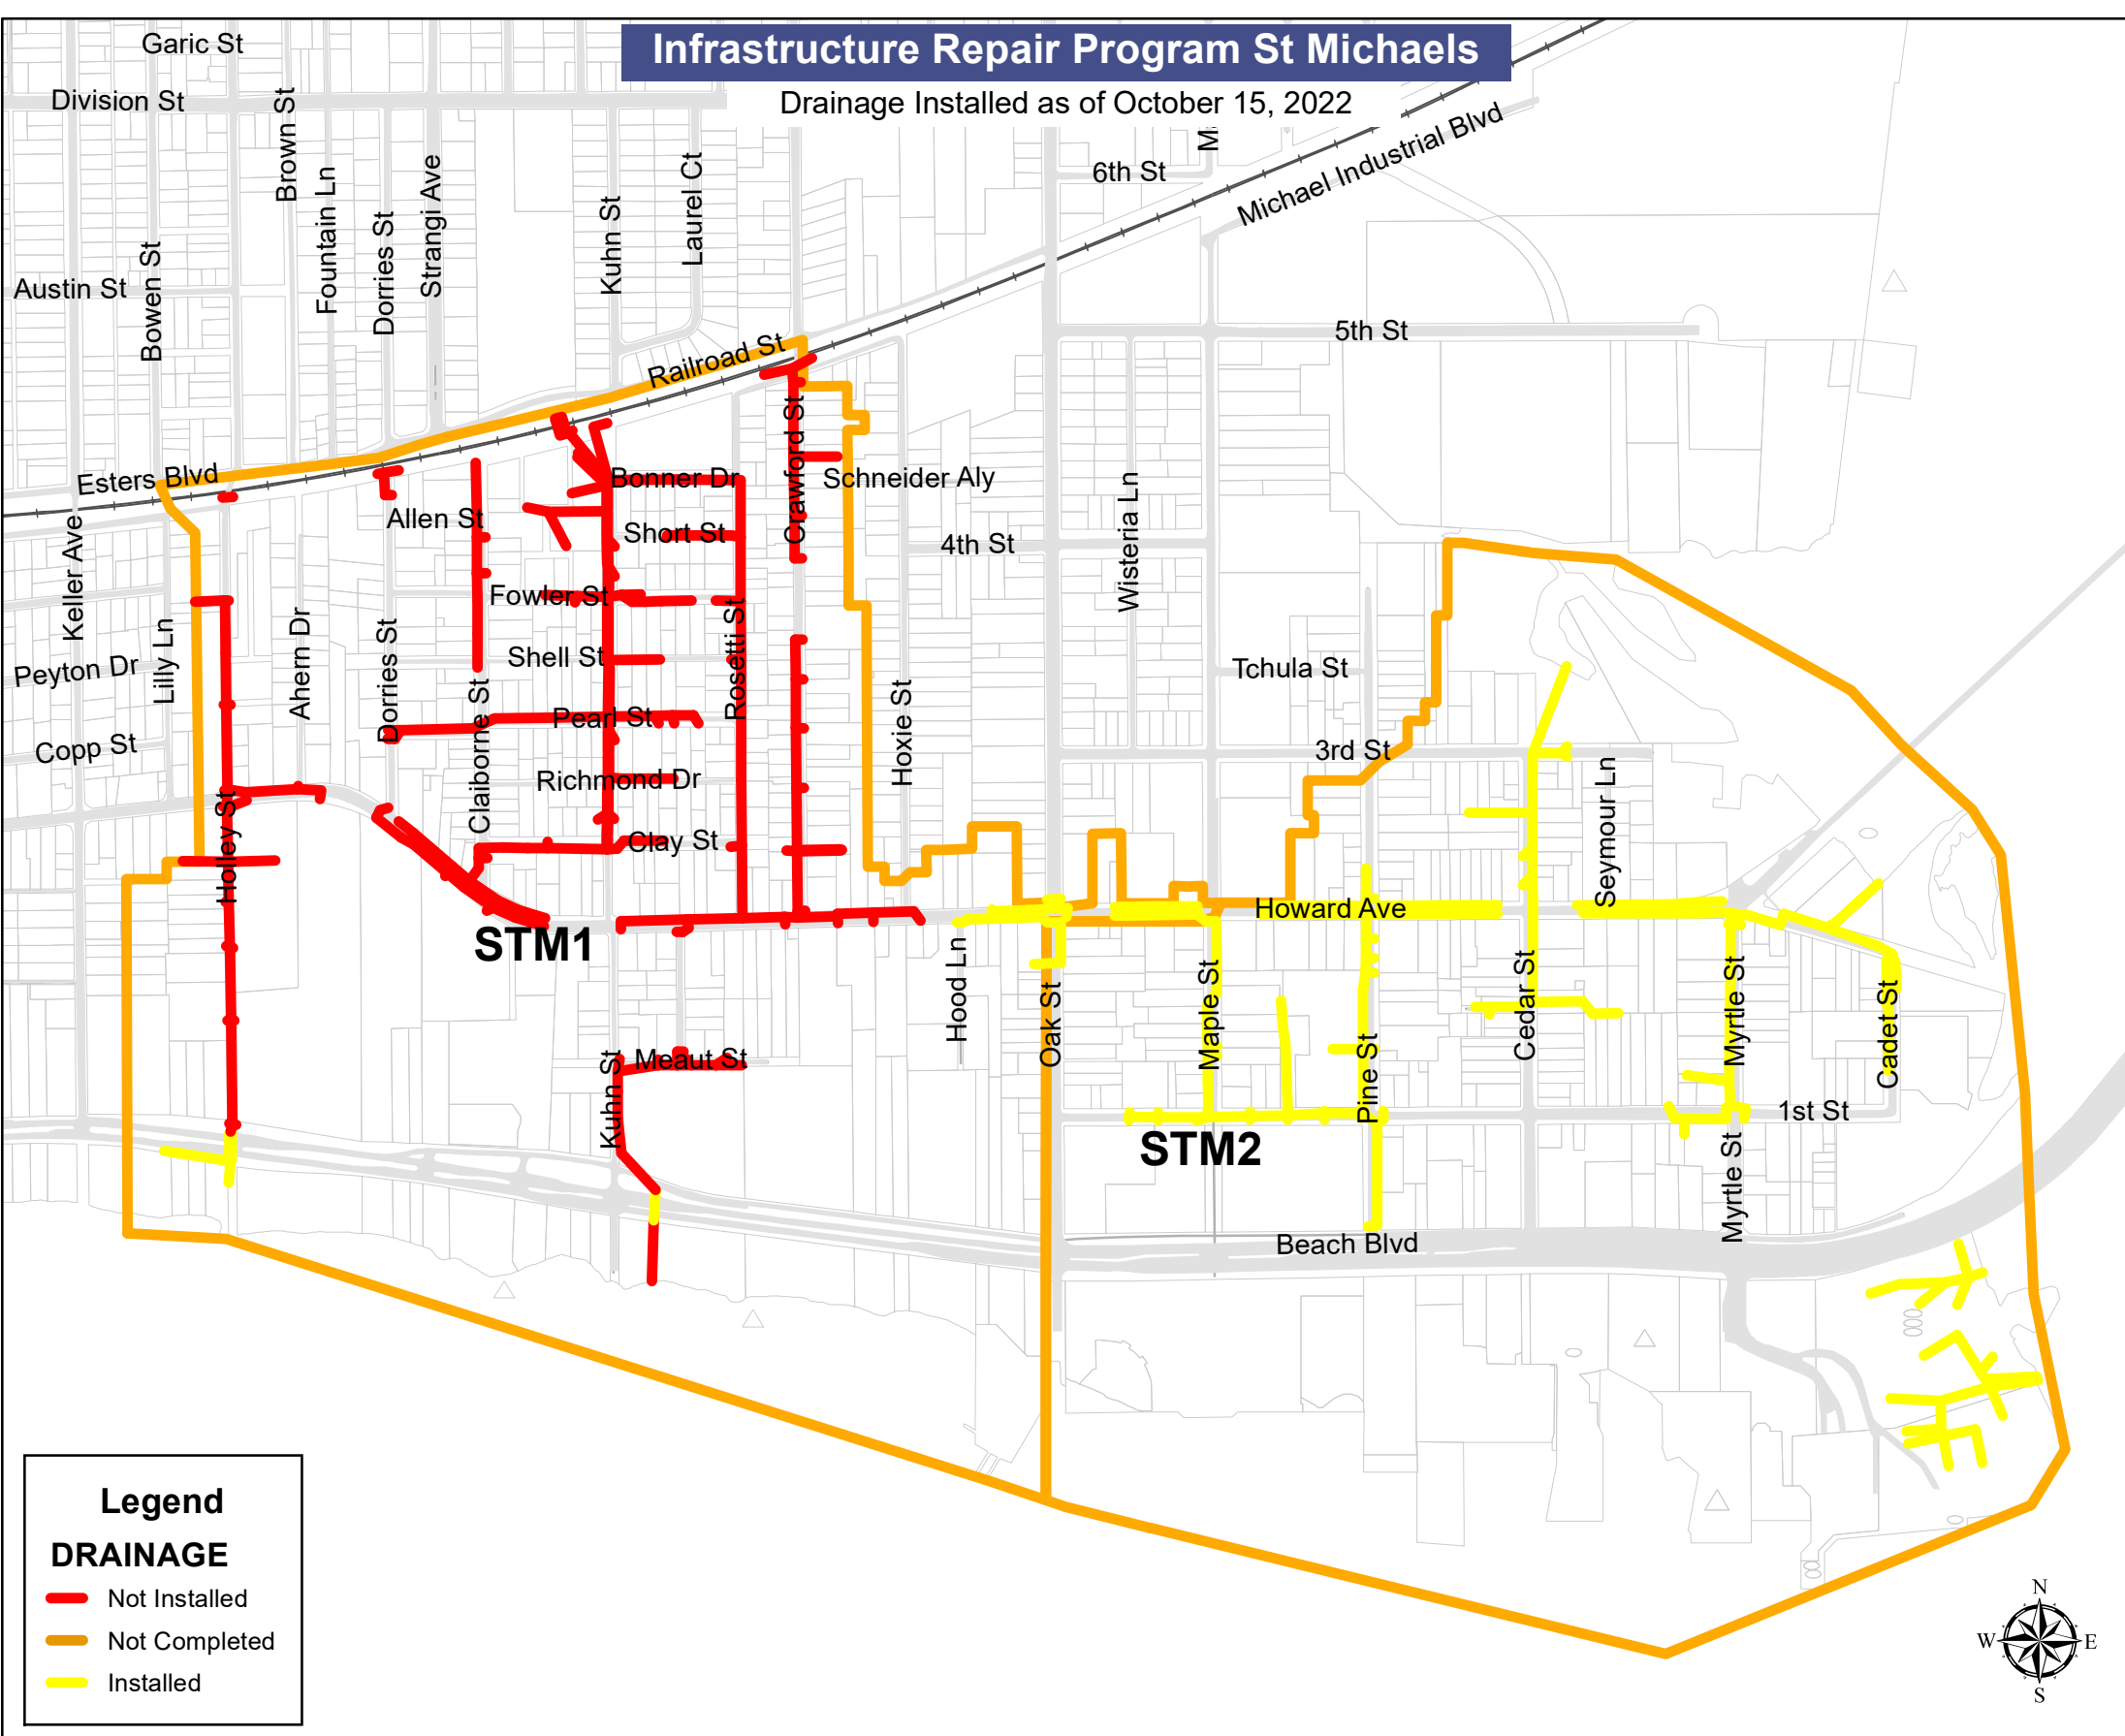 Infrastructure Repair Program St Michaels
Drainage Installed as of October 15, 2022
Garic St
Division St
Brown St
Fountain Ln
Dorries St
Strangi Ave
Kuhn St
Laurel Ct
6th St
M
Michael Industrial Blvd
Austin St
Bowen St
Railroad St
5th St
Esters Blvd
Keller Ave
Allen St
Bonner Dr
Short St
Crawford St
Schneider Aly
4th St
Wisteria Ln
Fowler St
Shell St
Rosetti St
Peyton Dr
Lilly Ln
Ahern Dr
Dorries St
Claiborne St
Pearl St
Hoxie St
Tchula St
Copp St
Richmond Dr
3rd St
Seymour Ln
Holley St
Clay St
Howard Ave
STM1
Hood Ln
Oak St
Maple St
Pine St
Cedar St
Myrtle St
Cadet St
Kuhn St
Meaut St
1st St
STM2
Myrtle St
Beach Blvd
Legend
DRAINAGE
Not Installed
Not Completed
Installed
N
W E
S